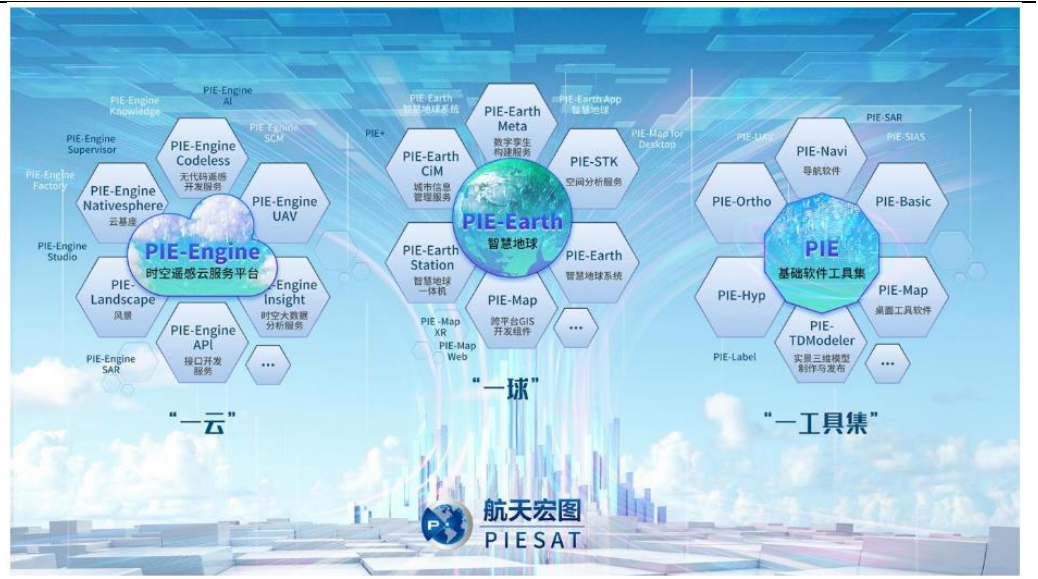 PIE-Engine
AI
PIE-Engine
Knowledge
PIE-Egnine
SCM
PIE-Engine
Supervisor
PIE-Engine
Codeless
无代码遥感
开发服务
PIE-Engine
Factory
PIE-Engine
Nativesphere
云基座
PIE-Engine
UAV
PIE-Engine
时空遥感云服务平台
PIE-Engine
Studio
PIE-
Landscape
风景
-Engine
Insight
时空大数据
分析服务
PIE-Engine
API
接口开发
服务
PIE-Engine
SAR
...
“一云”
PIE-Earth
智慧地球系统
PIE-Earth App
智慧地球
PIE+
PIE-Earth
Meta
数字孪生
构建服务
PIE-Map for
Desktop
PIE-Earth
CiM
城市信息
管理服务
PIE-STK
空间分析服务
PIE-Earth
智慧地球
PIE-Earth
Station
智慧地球
一体机
PIE-Earth
智慧地球系统
PIE-Map
跨平台GIS
开发组件
PIE -Map
XR
PIE-Map
Web
...
“一球”
PIE-SAR
PIE-UAV
PIE-SIAS
PIE-Navi
导航软件
PIE-Ortho
PIE-Basic
PIE
基础软件工具集
PIE-Hyp
PIE-Map
桌面工具软件
PIE-
TDModeler
实景三维模型
制作与发布
PIE-Label
...
“一工具集”
航天宏图
PIESAT